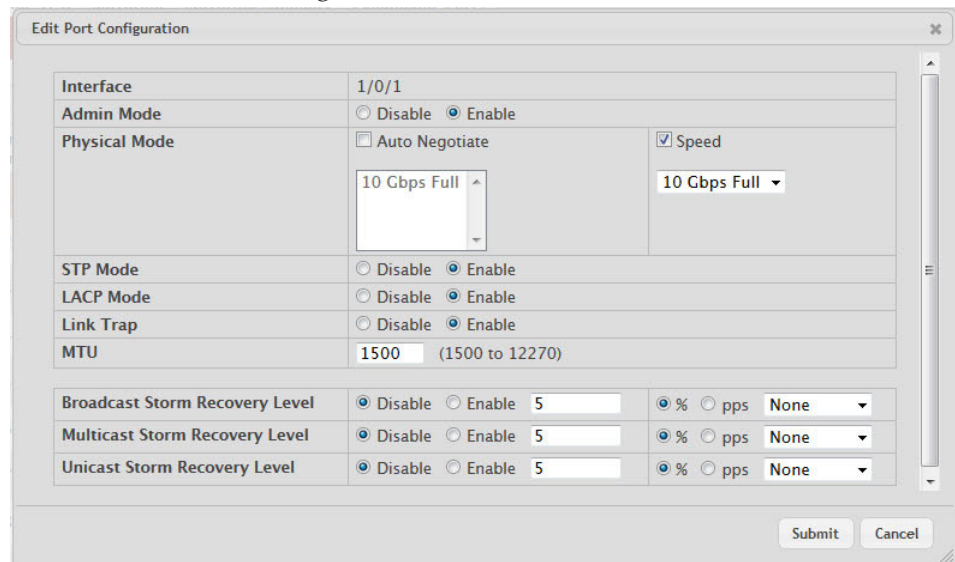 Edit Port Configuration
Interface 1/0/1
Admin Mode Disable Enable
Physical Mode Auto Negotiate Speed
10 Gbps Full 10 Gbps Full
STP Mode Disable Enable
LACP Mode Disable Enable
Link Trap Disable Enable
MTU 1500 (1500 to 12270)
Broadcast Storm Recovery Level Disable Enable 5 % pps None
Multicast Storm Recovery Level Disable Enable 5 % pps None
Unicast Storm Recovery Level Disable Enable 5 % pps None
Submit Cancel